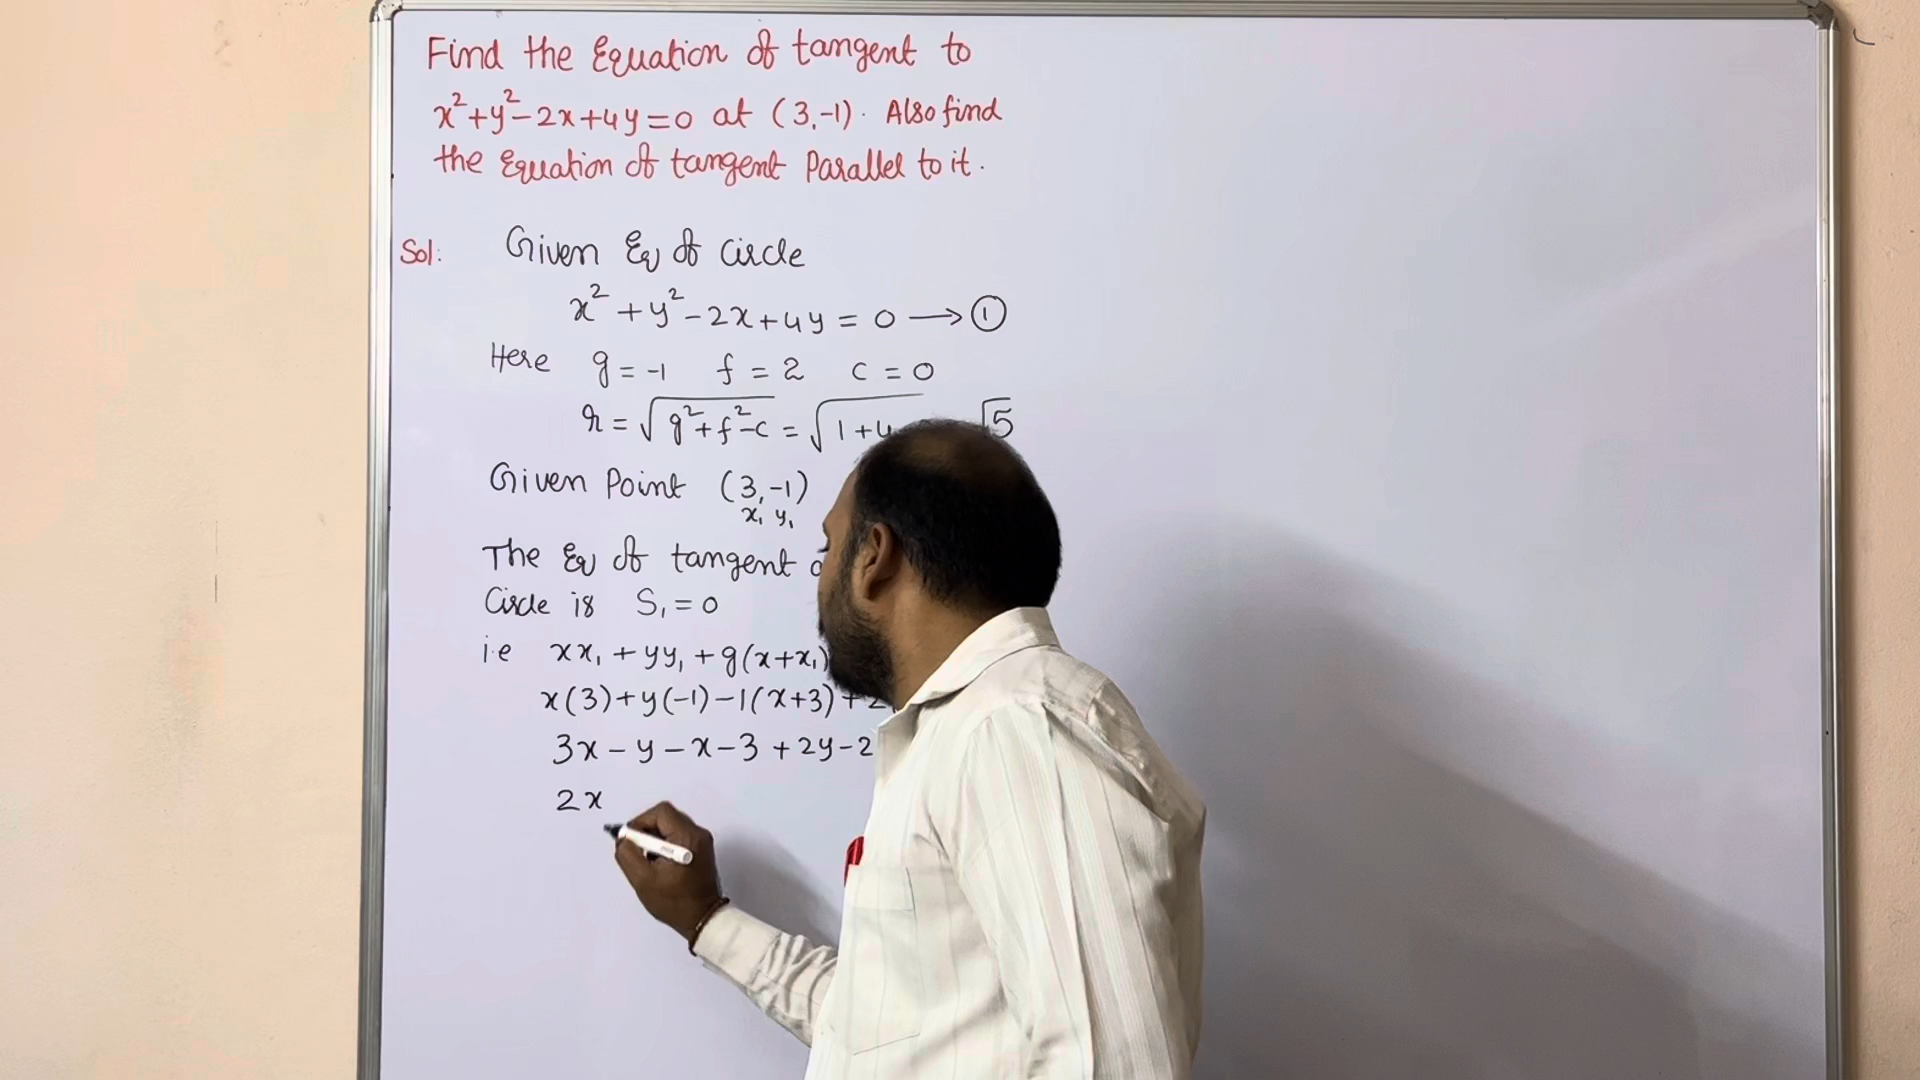 Find the Equation of tangent to
x²+y²-2x+4y=0 at (3,-1). Also find
the Equation of tangent Parallel to it.
Sol: Given Eq of Circle
x² + y² - 2x + 4y = 0 → ①
Here g = -1 f = 2 c = 0
r = √g²+f²-c = √1+4 √5
Given Point (3,-1)
x₁ y₁
The Eq of tangent
Circle is S₁ = 0
i.e xx₁ + yy₁ + g(x+x₁)
x(3)+y(-1)-1(x+3)+2
3x - y - x - 3 + 2y - 2
2x